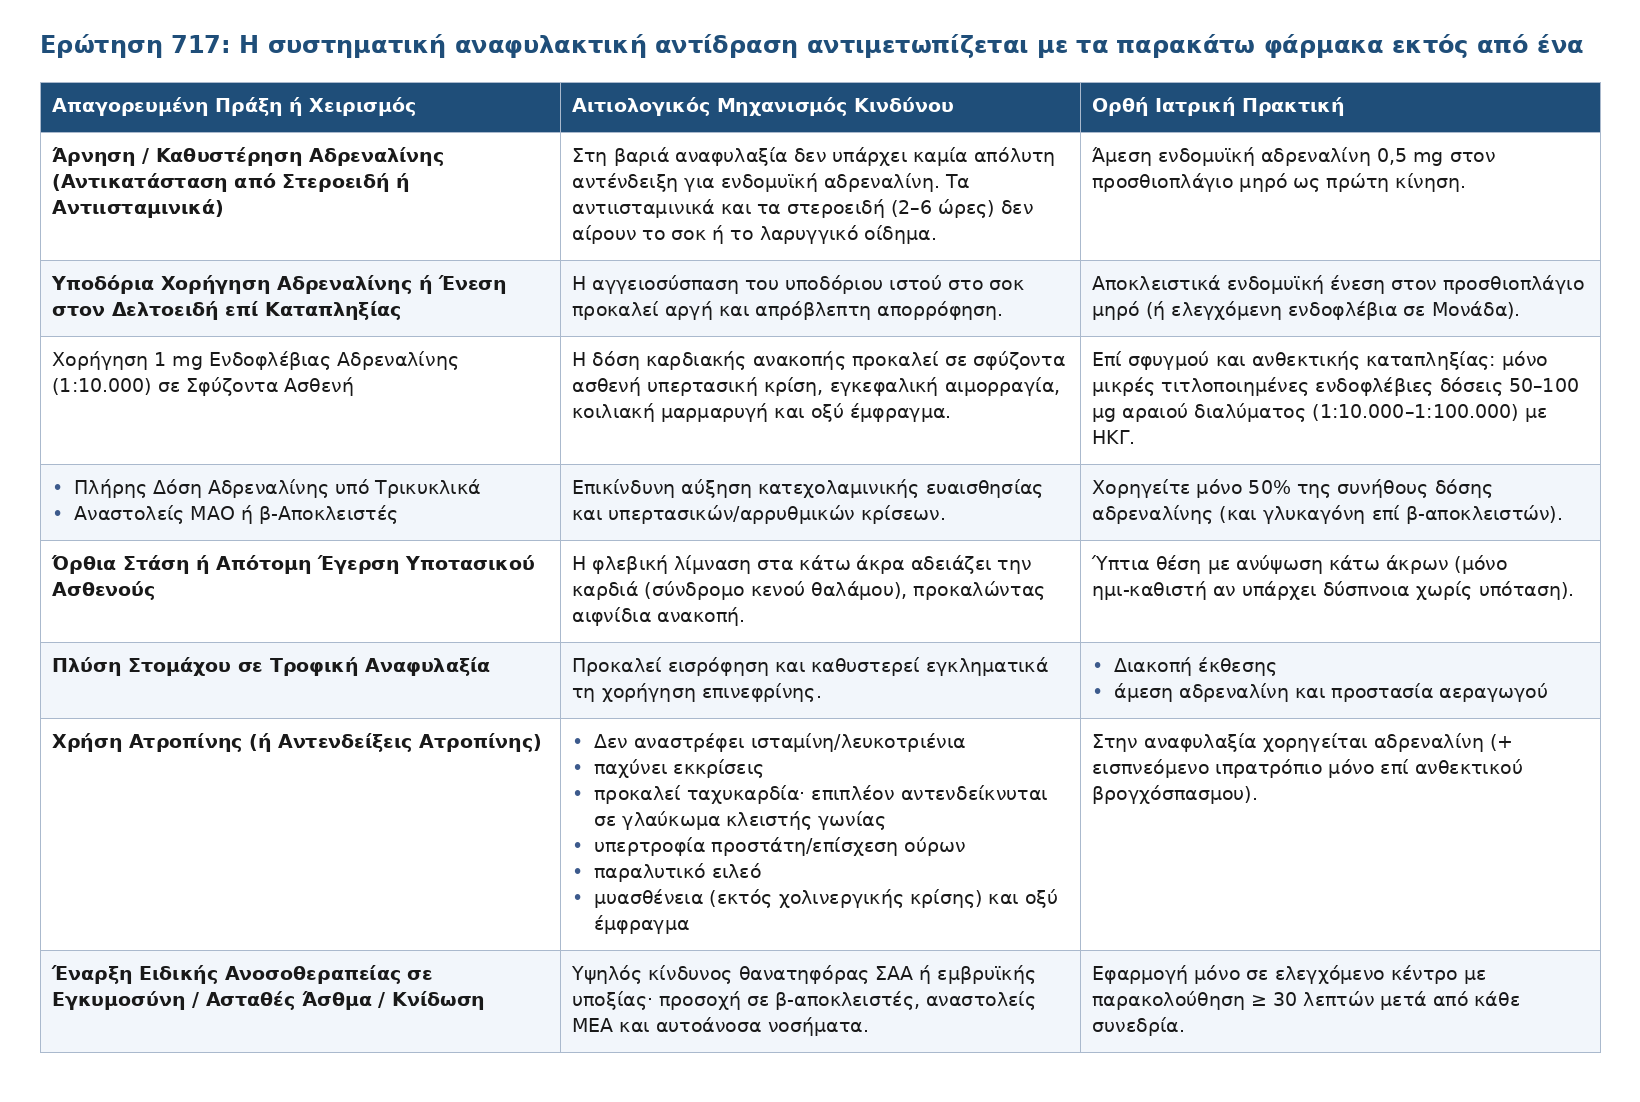 Ερώτηση 717: Η συστηματική αναφυλακτική αντίδραση αντιμετωπίζεται με τα παρακάτω φάρμακα εκτός από ένα
Απαγορευμένη Πράξη ή Χειρισμός
Αιτιολογικός Μηχανισμός Κινδύνου
Ορθή Ιατρική Πρακτική
Άρνηση / Καθυστέρηση Αδρεναλίνης
(Αντικατάσταση από Στεροειδή ή
Αντιισταμινικά)
Στη βαριά αναφυλαξία δεν υπάρχει καμία απόλυτη
αντένδειξη για ενδομυϊκή αδρεναλίνη. Τα
αντιισταμινικά και τα στεροειδή (2–6 ώρες) δεν
αίρουν το σοκ ή το λαρυγγικό οίδημα.
Άμεση ενδομυϊκή αδρεναλίνη 0,5 mg στον
προσθιοπλάγιο μηρό ως πρώτη κίνηση.
Υποδόρια Χορήγηση Αδρεναλίνης ή Ένεση
στον Δελτοειδή επί Καταπληξίας
Η αγγειοσύσπαση του υποδόριου ιστού στο σοκ
προκαλεί αργή και απρόβλεπτη απορρόφηση.
Αποκλειστικά ενδομυϊκή ένεση στον προσθιοπλάγιο
μηρό (ή ελεγχόμενη ενδοφλέβια σε Μονάδα).
Χορήγηση 1 mg Ενδοφλέβιας Αδρεναλίνης
(1:10.000) σε Σφύζοντα Ασθενή
Η δόση καρδιακής ανακοπής προκαλεί σε σφύζοντα
ασθενή υπερτασική κρίση, εγκεφαλική αιμορραγία,
κοιλιακή μαρμαρυγή και οξύ έμφραγμα.
Επί σφυγμού και ανθεκτικής καταπληξίας: μόνο
μικρές τιτλοποιημένες ενδοφλέβιες δόσεις 50–100
μg αραιού διαλύματος (1:10.000–1:100.000) με
ΗΚΓ.
• Πλήρης Δόση Αδρεναλίνης υπό Τρικυκλικά
• Αναστολείς ΜΑΟ ή β-Αποκλειστές
Επικίνδυνη αύξηση κατεχολαμινικής ευαισθησίας
και υπερτασικών/αρρυθμικών κρίσεων.
Χορηγείτε μόνο 50% της συνήθους δόσης
αδρεναλίνης (και γλυκαγόνη επί β-αποκλειστών).
Όρθια Στάση ή Απότομη Έγερση Υποτασικού
Ασθενούς
Η φλεβική λίμναση στα κάτω άκρα αδειάζει την
καρδιά (σύνδρομο κενού θαλάμου), προκαλώντας
αιφνίδια ανακοπή.
Ύπτια θέση με ανύψωση κάτω άκρων (μόνο
ημι-καθιστή αν υπάρχει δύσπνοια χωρίς υπόταση).
Πλύση Στομάχου σε Τροφική Αναφυλαξία
Προκαλεί εισρόφηση και καθυστερεί εγκληματικά
τη χορήγηση επινεφρίνης.
• Διακοπή έκθεσης
• άμεση αδρεναλίνη και προστασία αεραγωγού
Χρήση Ατροπίνης (ή Αντενδείξεις Ατροπίνης)
• Δεν αναστρέφει ισταμίνη/λευκοτριένια
• παχύνει εκκρίσεις
• προκαλεί ταχυκαρδία· επιπλέον αντενδείκνυται
σε γλαύκωμα κλειστής γωνίας
• υπερτροφία προστάτη/επίσχεση ούρων
• παραλυτικό ειλεό
• μυασθένεια (εκτός χολινεργικής κρίσης) και οξύ
έμφραγμα
Στην αναφυλαξία χορηγείται αδρεναλίνη (+
εισπνεόμενο ιπρατρόπιο μόνο επί ανθεκτικού
βρογχόσπασμου).
Έναρξη Ειδικής Ανοσοθεραπείας σε
Εγκυμοσύνη / Ασταθές Άσθμα / Κνίδωση
Υψηλός κίνδυνος θανατηφόρας ΣΑΑ ή εμβρυϊκής
υποξίας· προσοχή σε β-αποκλειστές, αναστολείς
ΜΕΑ και αυτοάνοσα νοσήματα.
Εφαρμογή μόνο σε ελεγχόμενο κέντρο με
παρακολούθηση ≥ 30 λεπτών μετά από κάθε
συνεδρία.